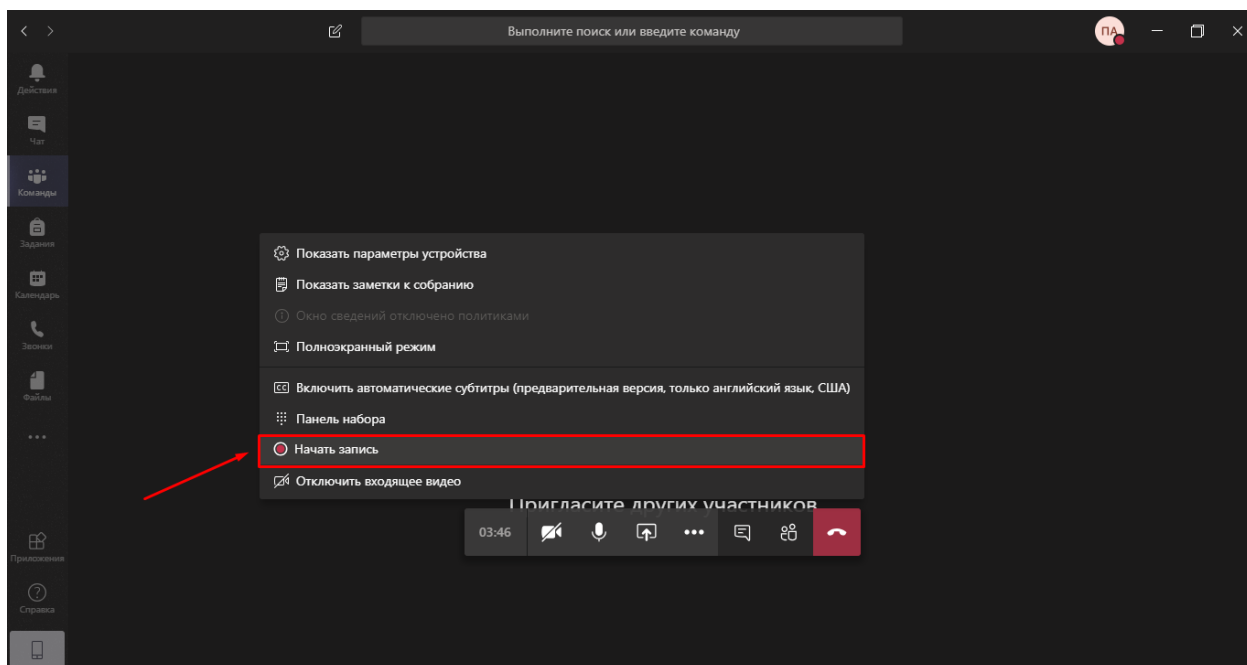 Выполните поиск или введите команду
ПА
Действия
Чат
Команды
Задания
Календарь
Звонки
Файлы
Приложения
Справка
Показать параметры устройства
Показать заметки к собранию
Окно сведений отключено политиками
Полноэкранный режим
CC Включить автоматические субтитры (предварительная версия, только английский язык, США)
Панель набора
Начать запись
Отключить входящее видео
Пригласите других участников
03:46